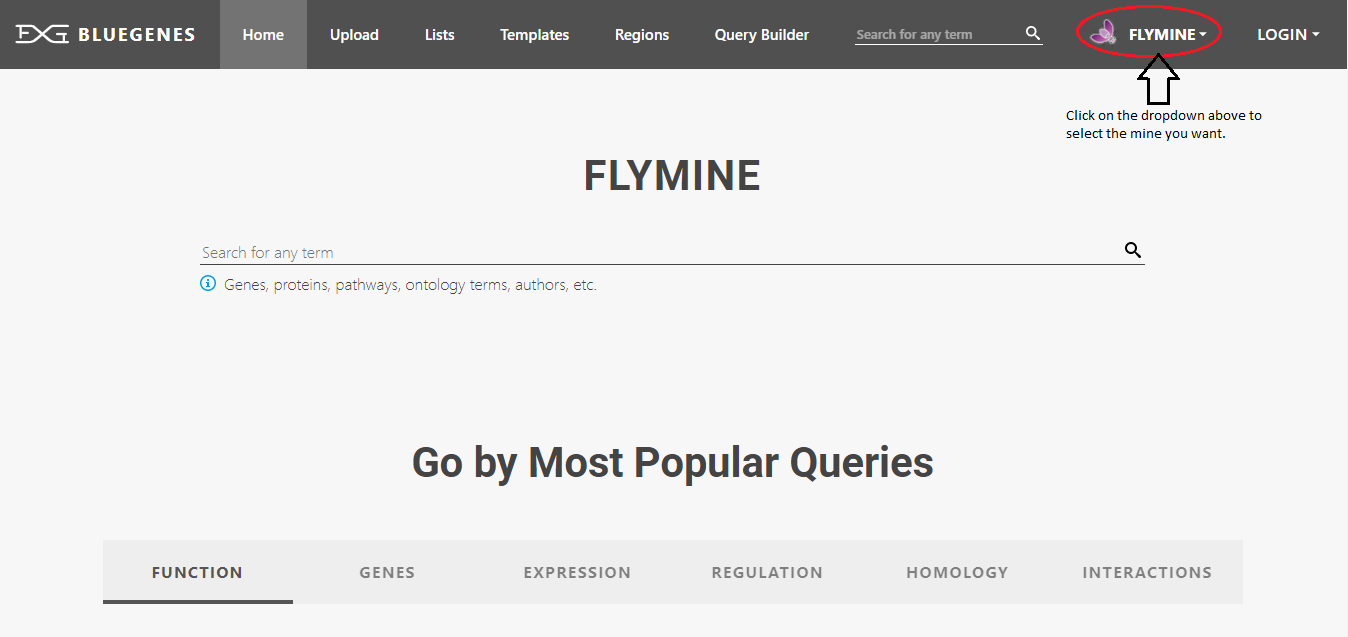 BLUEGENES Home Upload Lists Templates Regions Query Builder Search for any term FLYMINE LOGIN
Click on the dropdown above to
select the mine you want.
FLYMINE
Search for any term
Genes, proteins, pathways, ontology terms, authors, etc.
Go by Most Popular Queries
FUNCTION GENES EXPRESSION REGULATION HOMOLOGY INTERACTIONS